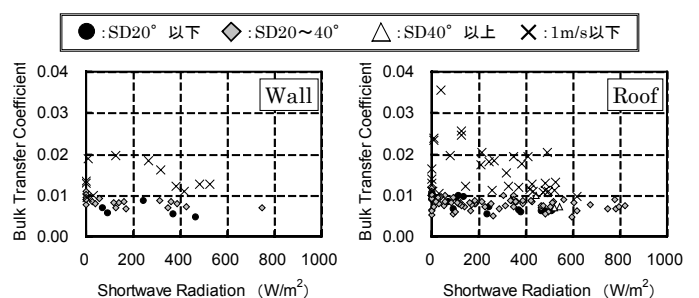 ●:SD20° 以下 ◇:SD20～40° △:SD40° 以上 ×:1m/s以下
Bulk Transfer Coefficient
0.04
0.03
0.02
0.01
0.00
Wall
0 200 400 600 800 1000
Shortwave Radiation （W/m²）
Bulk Transfer Coefficient
0.04
0.03
0.02
0.01
0.00
Roof
0 200 400 600 800 1000
Shortwave Radiation （W/m²）